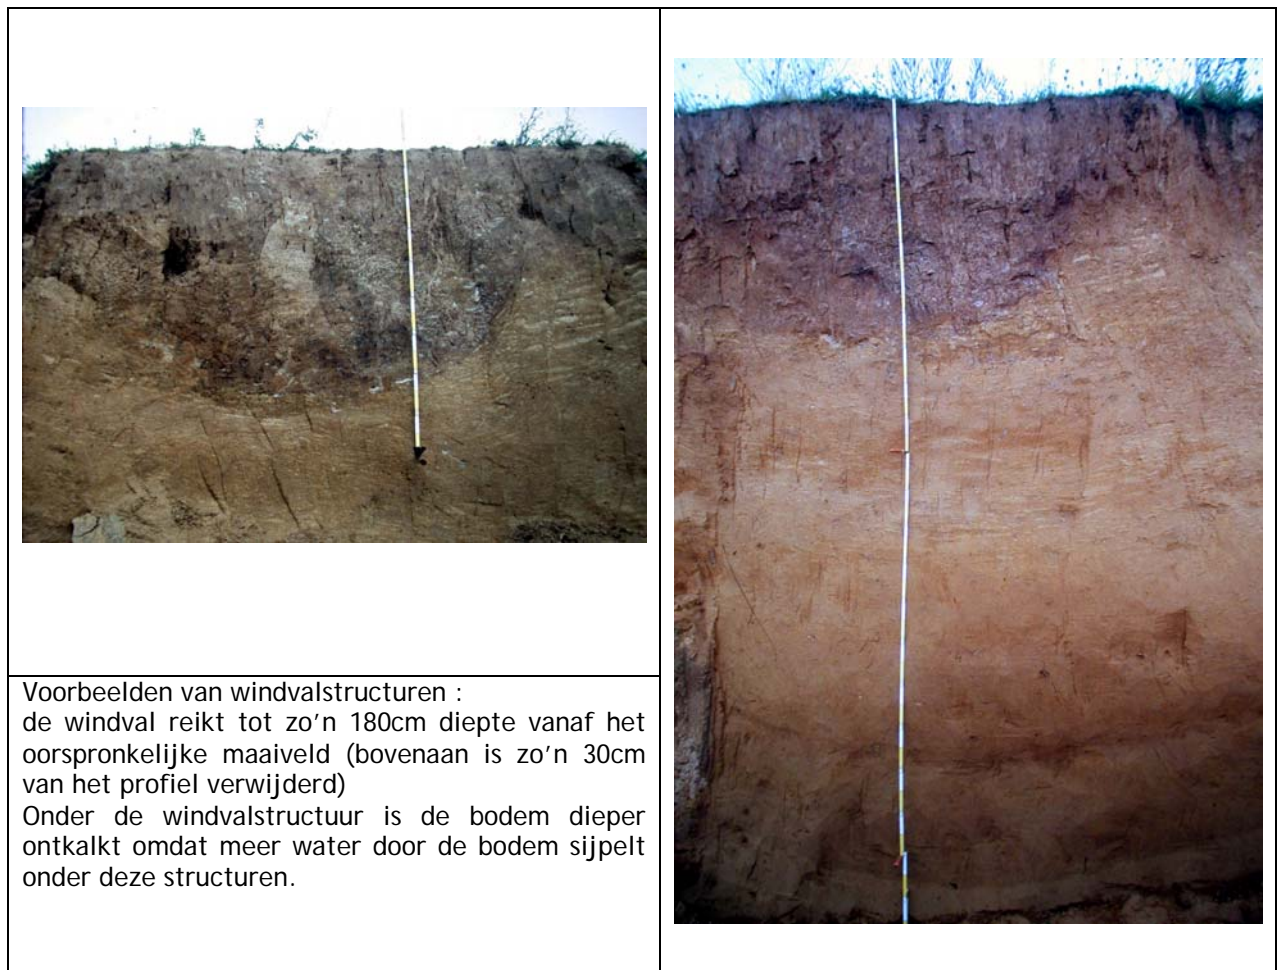 Voorbeelden van windvalstructuren :
de windval reikt tot zo’n 180cm diepte vanaf het
oorspronkelijke maaiveld (bovenaan is zo’n 30cm
van het profiel verwijderd)
Onder de windvalstructuur is de bodem dieper
ontkalkt omdat meer water door de bodem sijpelt
onder deze structuren.